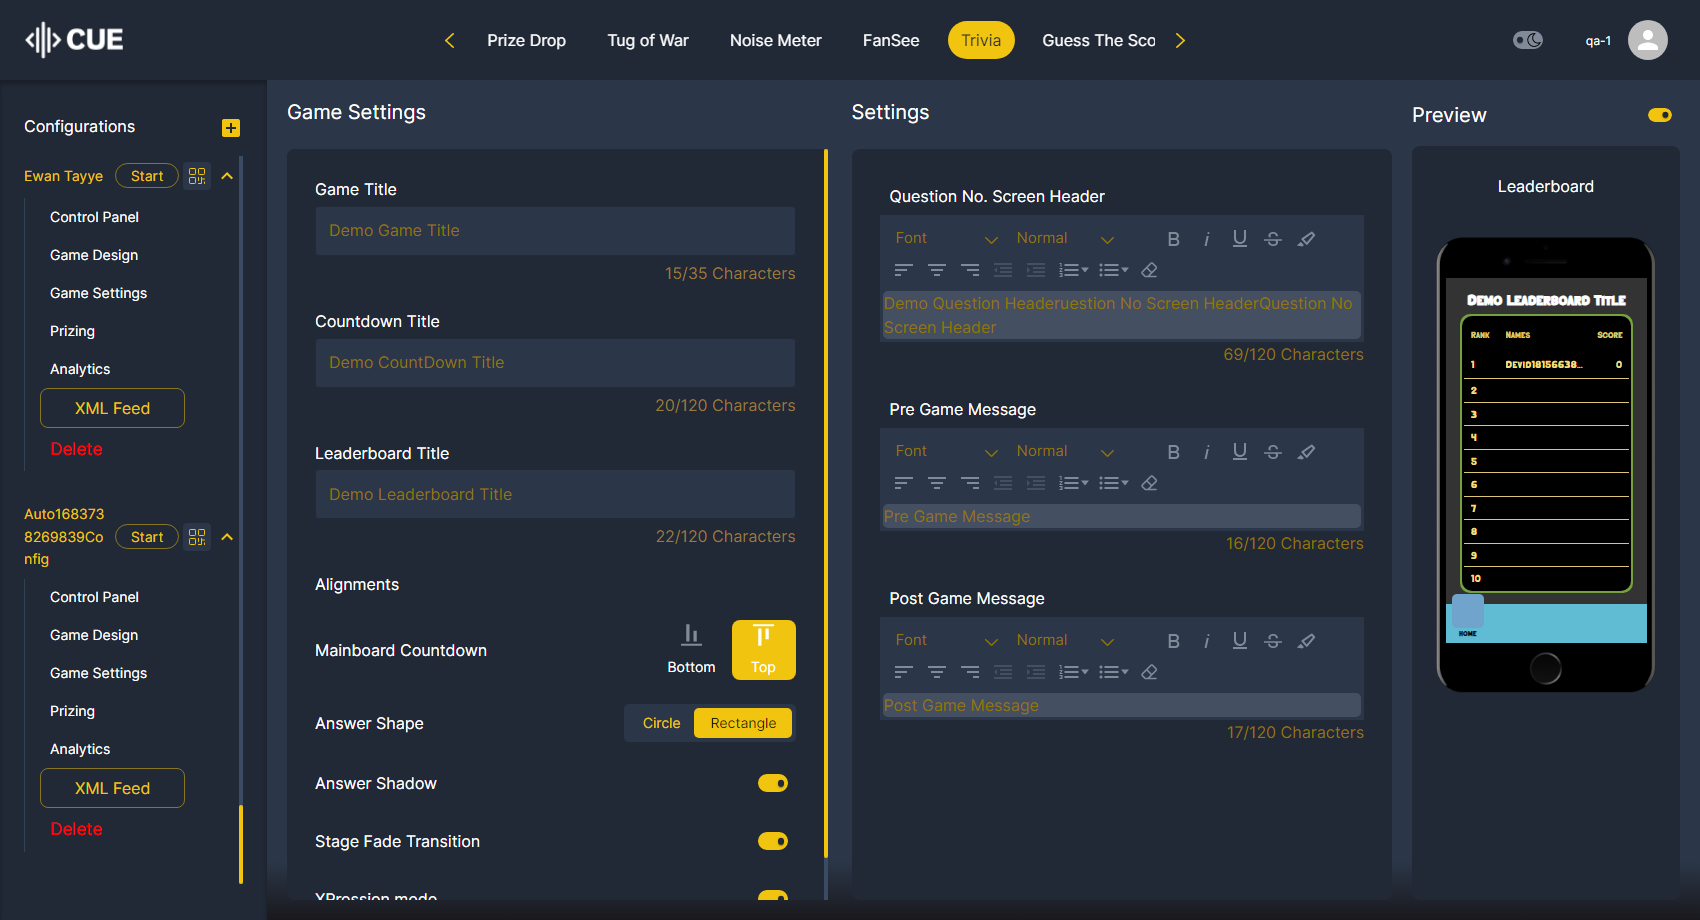 CUE
Prize Drop
Tug of War
Noise Meter
FanSee
Trivia
Guess The Sco
qa-1
Configurations
Ewan Tayye
Start
Control Panel
Game Design
Game Settings
Prizing
Analytics
XML Feed
Delete
Auto168373
8269839Co
nfig
Start
Control Panel
Game Design
Game Settings
Prizing
Analytics
XML Feed
Delete
Game Settings
Game Title
Demo Game Title
15/35 Characters
Countdown Title
Demo CountDown Title
20/120 Characters
Leaderboard Title
Demo Leaderboard Title
22/120 Characters
Alignments
Mainboard Countdown
Bottom
Top
Answer Shape
Circle
Rectangle
Answer Shadow
Stage Fade Transition
XPression mode
Settings
Question No. Screen Header
Font
Normal
Demo Question Headeruestion No Screen HeaderQuestion No
Screen Header
69/120 Characters
Pre Game Message
Font
Normal
Pre Game Message
16/120 Characters
Post Game Message
Font
Normal
Post Game Message
17/120 Characters
Preview
Leaderboard
Demo Leaderboard Title
Rank Names Score
1 Devid18156638... 0
2
3
4
5
6
7
8
9
10
HOME